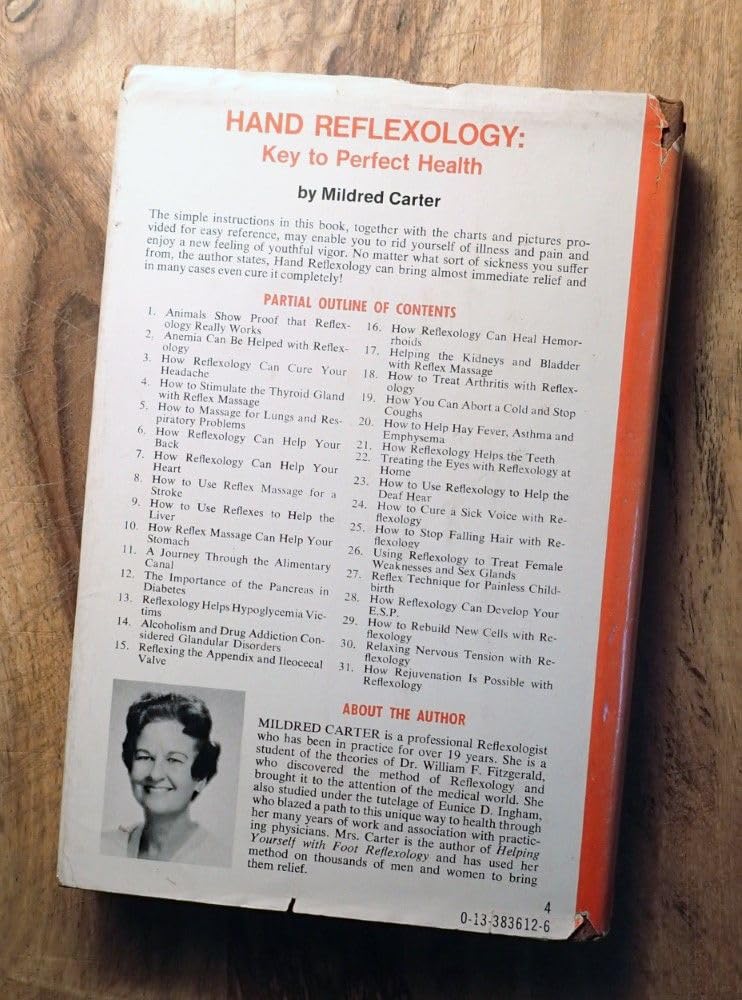 HAND REFLEXOLOGY:
Key to Perfect Health
by Mildred Carter
The simple instructions in this book, together with the charts and pictures pro-
vided for easy reference, may enable you to rid yourself of illness and pain and
enjoy a new feeling of youthful vigor. No matter what sort of sickness you suffer
from, the author states, Hand Reflexology can bring almost immediate relief and
in many cases even cure it completely!
PARTIAL OUTLINE OF CONTENTS
1. Animals Show Proof that Reflex-
ology Really Works
2. Anemia Can Be Helped with Reflex-
ology
3. How Reflexology Can Cure Your
Headache
4. How to Stimulate the Thyroid Gland
with Reflex Massage
5. How to Massage for Lungs and Res-
piratory Problems
6. How Reflexology Can Help Your
Back
7. How Reflexology Can Help Your
Heart
8. How to Use Reflex Massage for a
Stroke
9. How to Use Reflexes to Help the
Liver
10. How Reflex Massage Can Help Your
Stomach
11. A Journey Through the Alimentary
Canal
12. The Importance of the Pancreas in
Diabetes
13. Reflexology Helps Hypoglycemia Vic-
tims
14. Alcoholism and Drug Addiction Con-
sidered Glandular Disorders
15. Reflexing the Appendix and Ileocecal
Valve
16. How Reflexology Can Heal Hemor-
rhoids
17. Helping the Kidneys and Bladder
with Reflex Massage
18. How to Treat Arthritis with Reflex-
ology
19. How You Can Abort a Cold and Stop
Coughs
20. How to Help Hay Fever, Asthma and
Emphysema
21. How Reflexology Helps the Teeth
22. Treating the Eyes with Reflexology at
Home
23. How to Use Reflexology to Help the
Deaf Hear
24. How to Cure a Sick Voice with Re-
flexology
25. How to Stop Falling Hair with Re-
flexology
26. Using Reflexology to Treat Female
Weaknesses and Sex Glands
27. Reflex Technique for Painless Child-
birth
28. How Reflexology Can Develop Your
E.S.P.
29. How to Rebuild New Cells with Re-
flexology
30. Relaxing Nervous Tension with Re-
flexology
31. How Rejuvenation Is Possible with
Reflexology
ABOUT THE AUTHOR
MILDRED CARTER is a professional Reflexologist
who has been in practice for over 19 years. She is a
student of the theories of Dr. William F. Fitzgerald,
who discovered the method of Reflexology and
brought it to the attention of the medical world. She
also studied under the tutelage of Eunice D. Ingham,
who blazed a path to this unique way to health through
her many years of work and association with practic-
ing physicians. Mrs. Carter is the author of Helping
Yourself with Foot Reflexology and has used her
method on thousands of men and women to bring
them relief.
4
0-13-383612-6